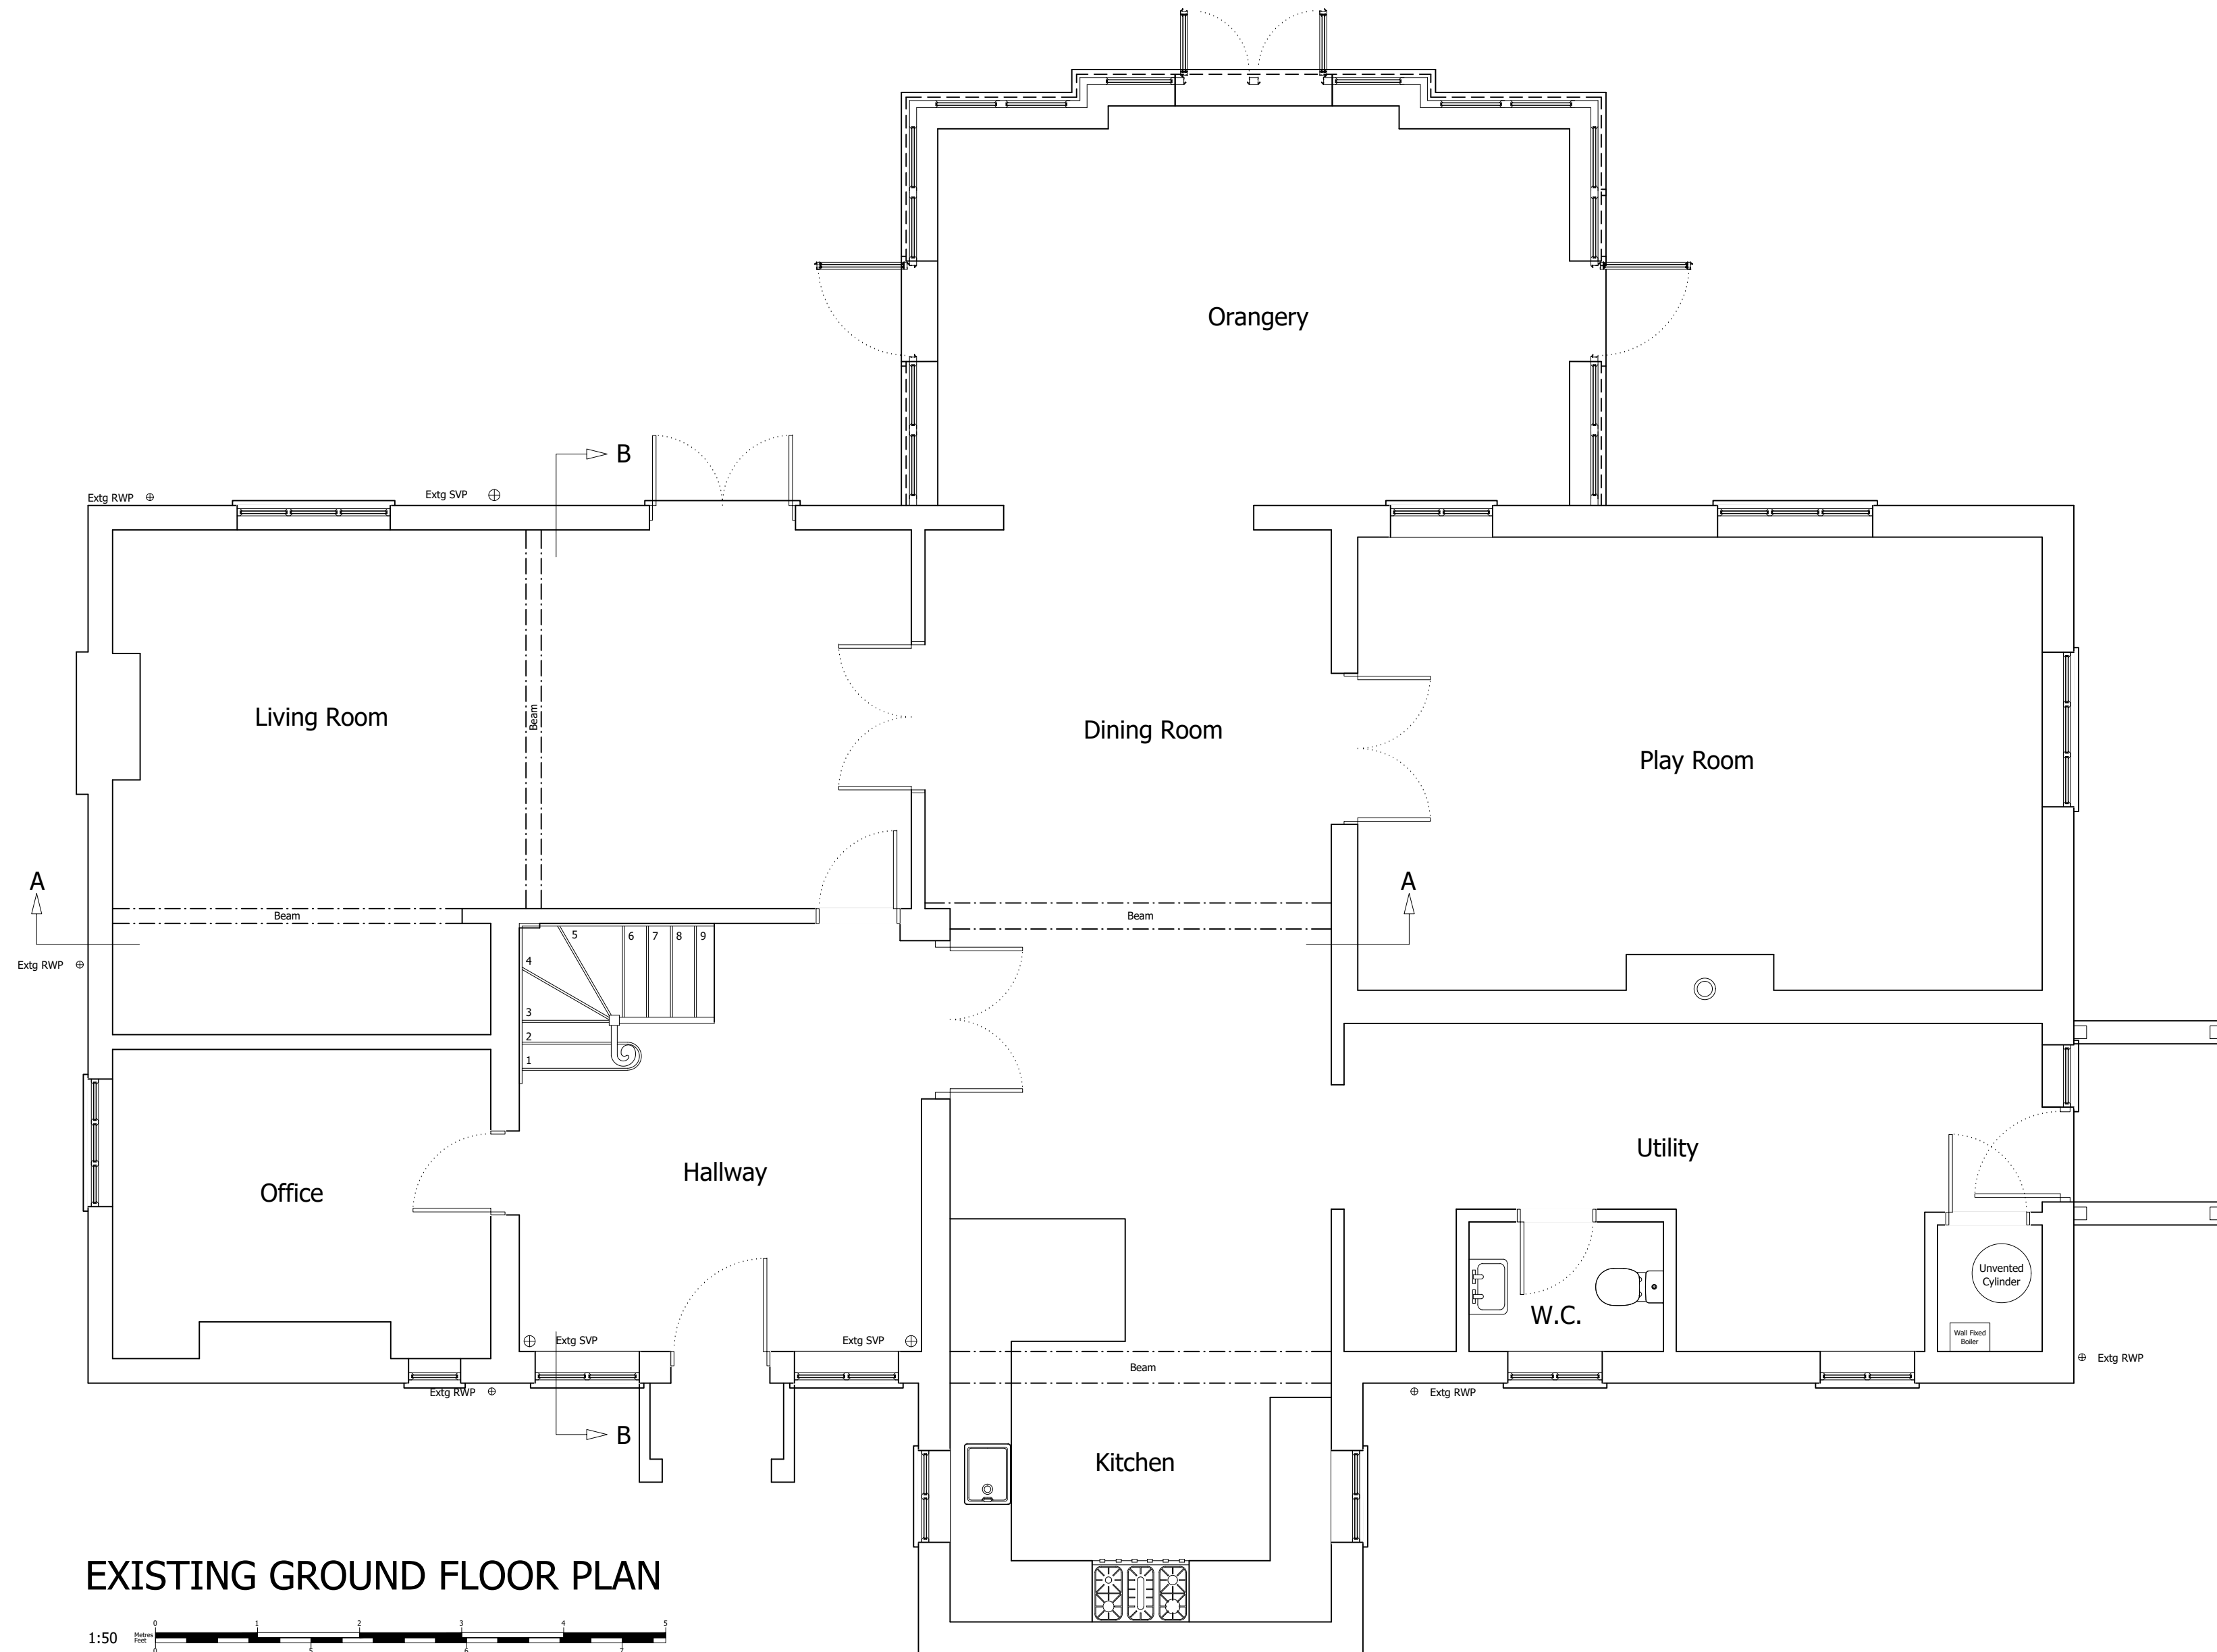 B
Extg RWP
Extg SVP
Orangery
Living Room
Beam
Dining Room
Play Room
A
A
Beam
Beam
Extg RWP
5
6
7
8
9
4
3
2
1
Utility
Hallway
Office
Unvented
Cylinder
W.C.
Wall Fixed
Boiler
Extg SVP
Extg SVP
Beam
Extg RWP
Extg RWP
Extg RWP
B
Kitchen
EXISTING GROUND FLOOR PLAN
1:50
Metres
Feet
0 1 2 3 4 5